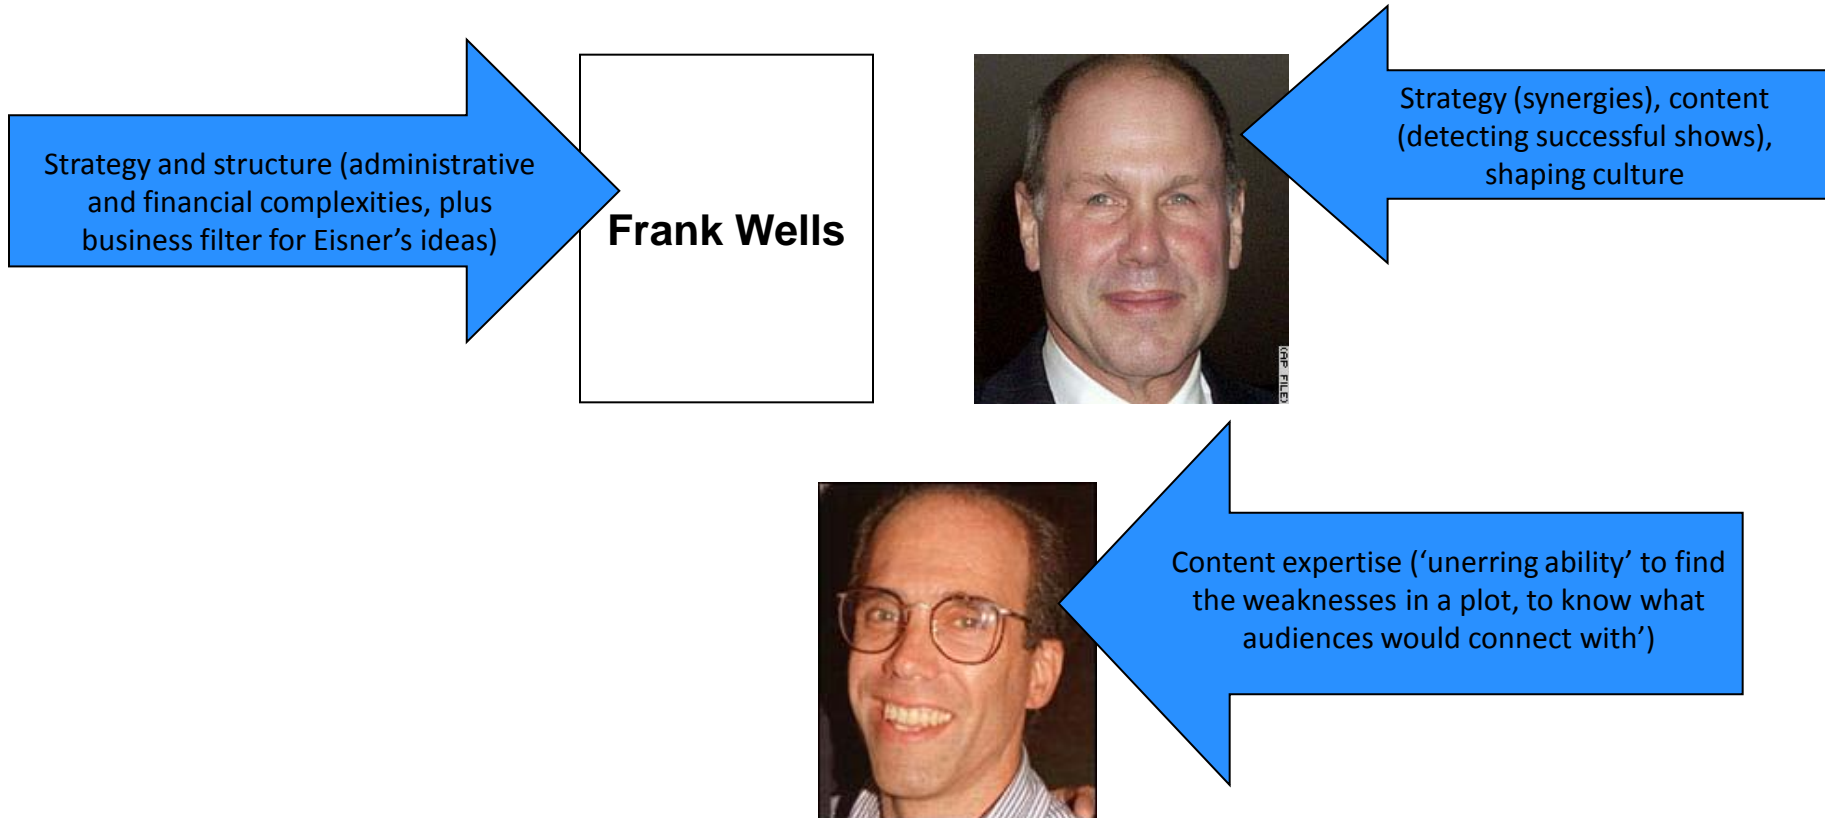 Strategy and structure (administrative
and financial complexities, plus
business filter for Eisner’s ideas)
Frank Wells
Strategy (synergies), content
(detecting successful shows),
shaping culture
(AP FILE)
Content expertise (‘unerring ability’ to find
the weaknesses in a plot, to know what
audiences would connect with’)